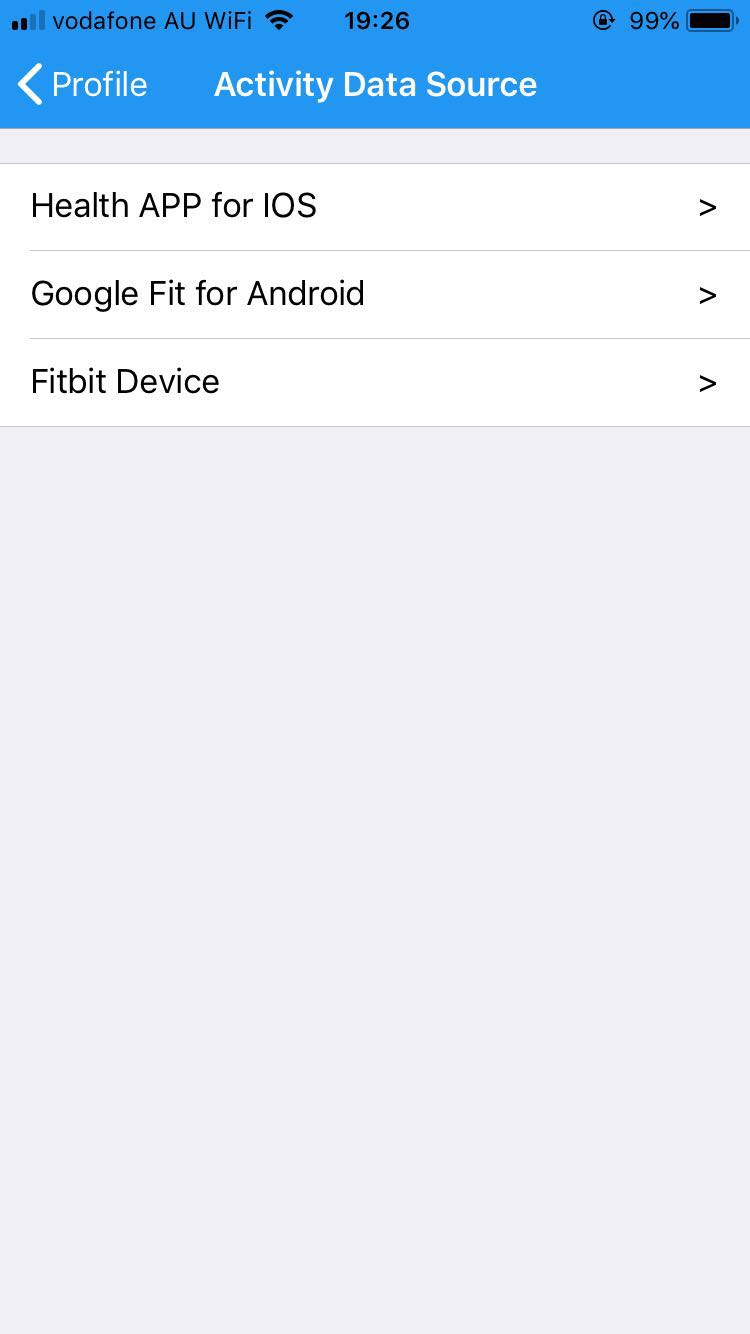 vodafone AU WiFi 19:26 99%
Profile Activity Data Source
Health APP for IOS >
Google Fit for Android >
Fitbit Device >